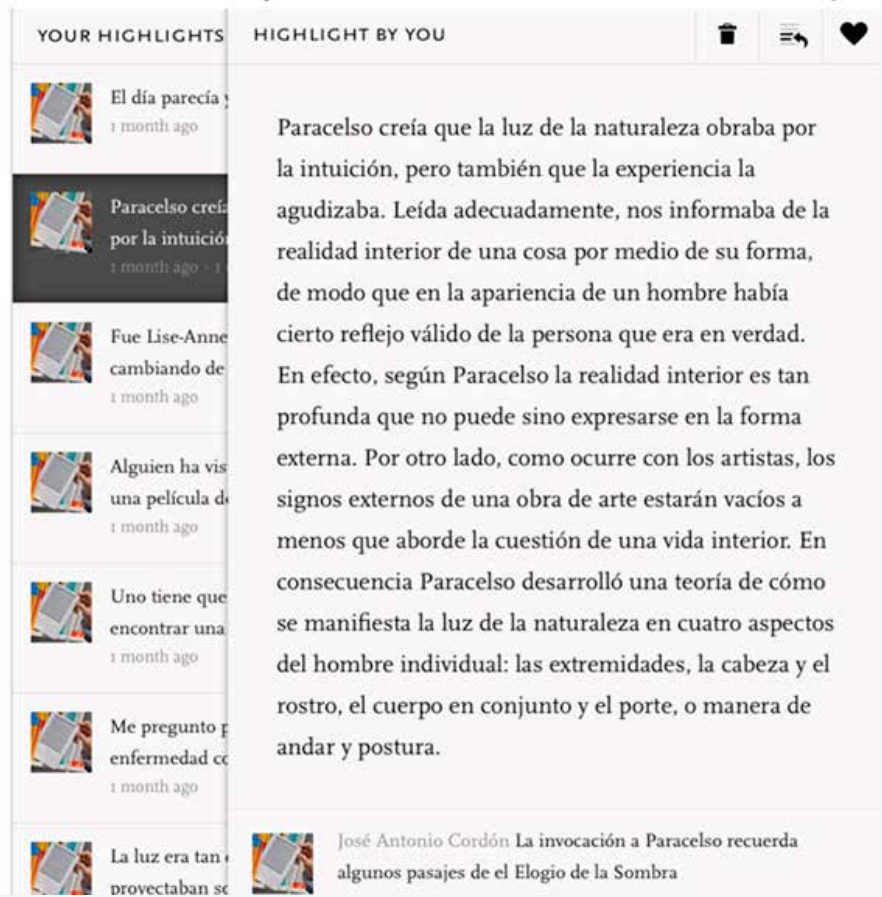 YOUR HIGHLIGHTS
El día parecía
1 month ago
Paracelso creía
por la intuición
1 month ago · 1
Fue Lise-Anne
cambiando de
1 month ago
Alguien ha vis
una película de
1 month ago
Uno tiene que
encontrar una
1 month ago
Me pregunto p
enfermedad co
1 month ago
La luz era tan
proyectaban so
HIGHLIGHT BY YOU
Paracelso creía que la luz de la naturaleza obraba por
la intuición, pero también que la experiencia la
agudizaba. Leída adecuadamente, nos informaba de la
realidad interior de una cosa por medio de su forma,
de modo que en la apariencia de un hombre había
cierto reflejo válido de la persona que era en verdad.
En efecto, según Paracelso la realidad interior es tan
profunda que no puede sino expresarse en la forma
externa. Por otro lado, como ocurre con los artistas, los
signos externos de una obra de arte estarán vacíos a
menos que aborde la cuestión de una vida interior. En
consecuencia Paracelso desarrolló una teoría de cómo
se manifiesta la luz de la naturaleza en cuatro aspectos
del hombre individual: las extremidades, la cabeza y el
rostro, el cuerpo en conjunto y el porte, o manera de
andar y postura.
José Antonio Cordón La invocación a Paracelso recuerda
algunos pasajes de el Elogio de la Sombra